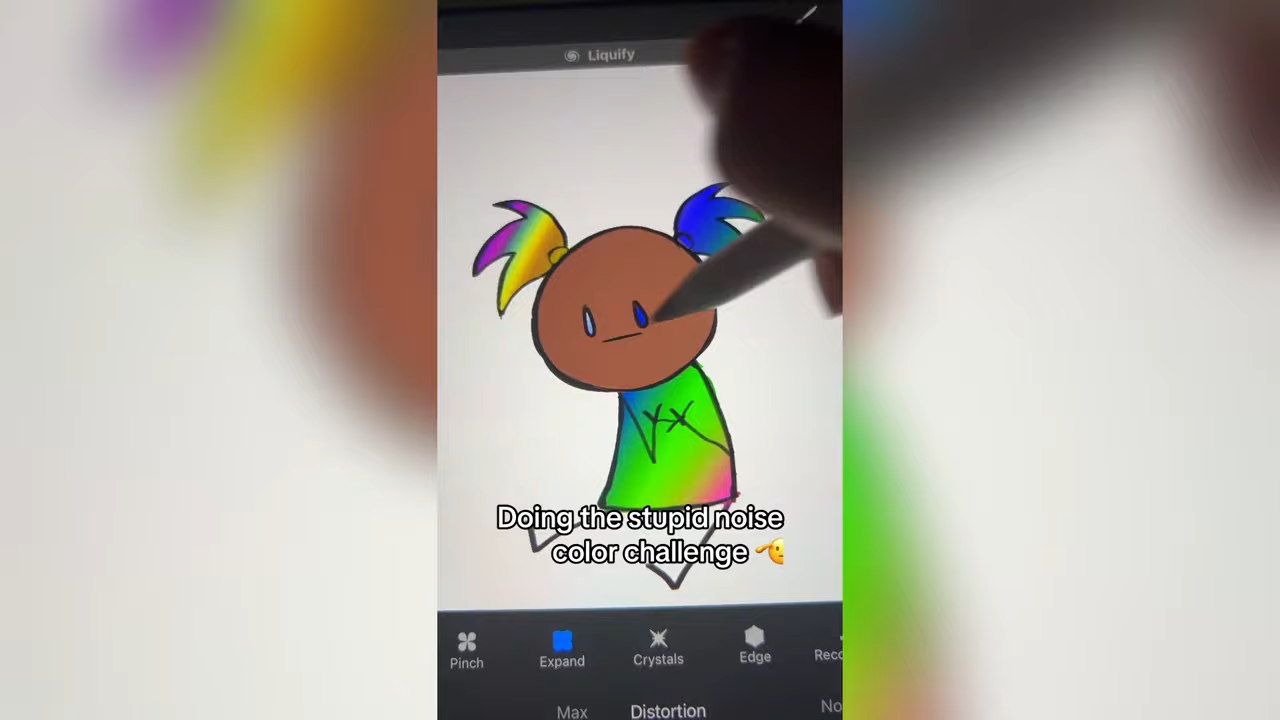 Liquify
Doing the stupid noise
color challenge 🫡
Pinch
Expand
Crystals
Edge
Max
Distortion